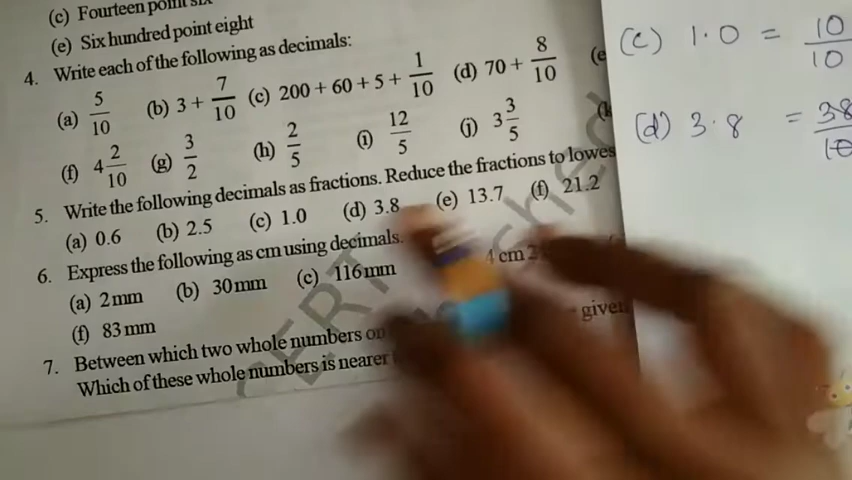 (c) Fourteen point six
(e) Six hundred point eight
4. Write each of the following as decimals:
(a) 5/10 (b) 3 + 7/10 (c) 200 + 60 + 5 + 1/10 (d) 70 + 8/10 (e
(f) 4 2/10 (g) 3/2 (h) 2/5 (i) 12/5 (j) 3 3/5 (k
5. Write the following decimals as fractions. Reduce the fractions to lowes
(a) 0.6 (b) 2.5 (c) 1.0 (d) 3.8 (e) 13.7 (f) 21.2
6. Express the following as cm using decimals.
(a) 2 mm (b) 30 mm (c) 116 mm 4 cm 2
(f) 83 mm
7. Between which two whole numbers on given
Which of these whole numbers is nearer
(c) 1.0 = 10/10
(d) 3.8 = 38/10